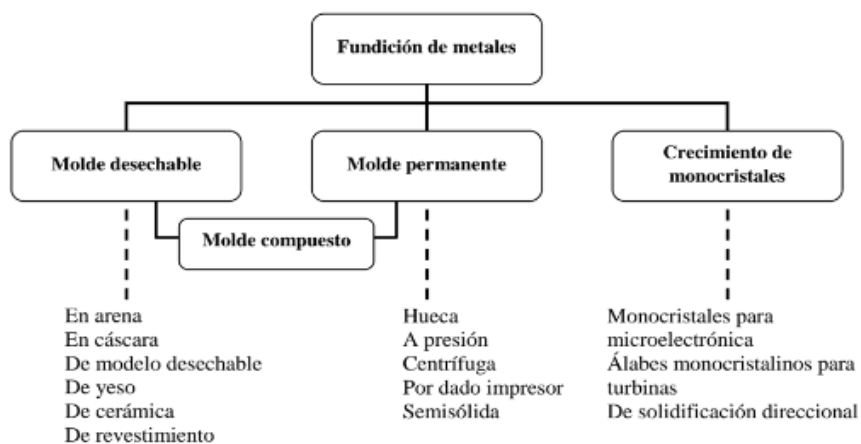 Fundición de metales
Molde desechable
Molde permanente
Crecimiento de
monocristales
Molde compuesto
En arena
En cáscara
De modelo desechable
De yeso
De cerámica
De revestimiento
Hueca
A presión
Centrífuga
Por dado impresor
Semisólida
Monocristales para
microelectrónica
Álabes monocristalinos para
turbinas
De solidificación direccional